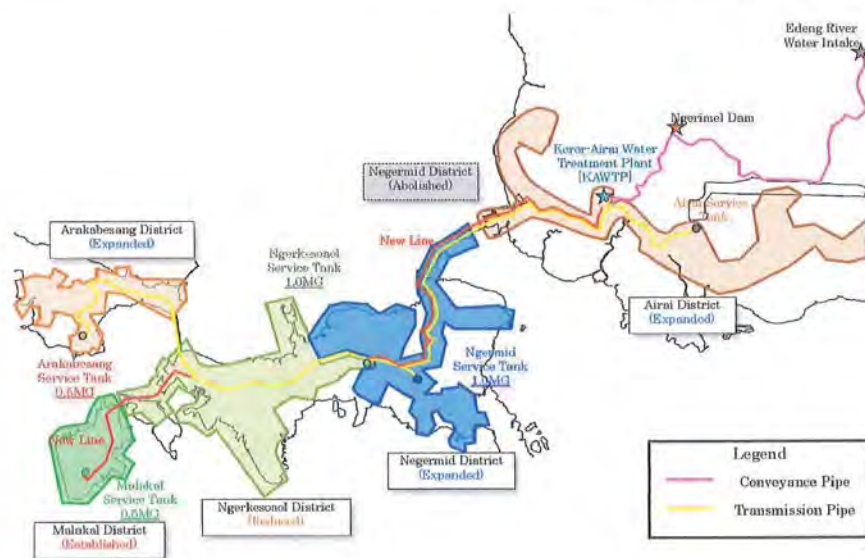 Edeng River
Water Intake
Ngerimel Dam
Koror-Airai Water
Treatment Plant
[KAWTP]
Negermid District
(Abolished)
Airai Service
Tank
Arakabesang District
(Expanded)
Ngerkesoaol
Service Tank
1.0MG
New Line
Airai District
(Expanded)
Arakabesang
Service Tank
0.5MG
Ngermid
Service Tank
1.0MG
New Line
Negermid District
(Expanded)
Malakal
Service Tank
0.5MG
Ngerkesoaol District
(Reduced)
Malakal District
(Established)
Legend
Conveyance Pipe
Transmission Pipe